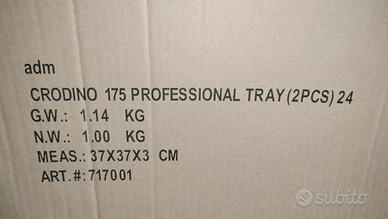 adm
CRODINO 175 PROFESSIONAL TRAY (2PCS) 24
G.W.: 1.14 KG
N.W.: 1.00 KG
MEAS.: 37X37X3 CM
ART.#: 717001
subito